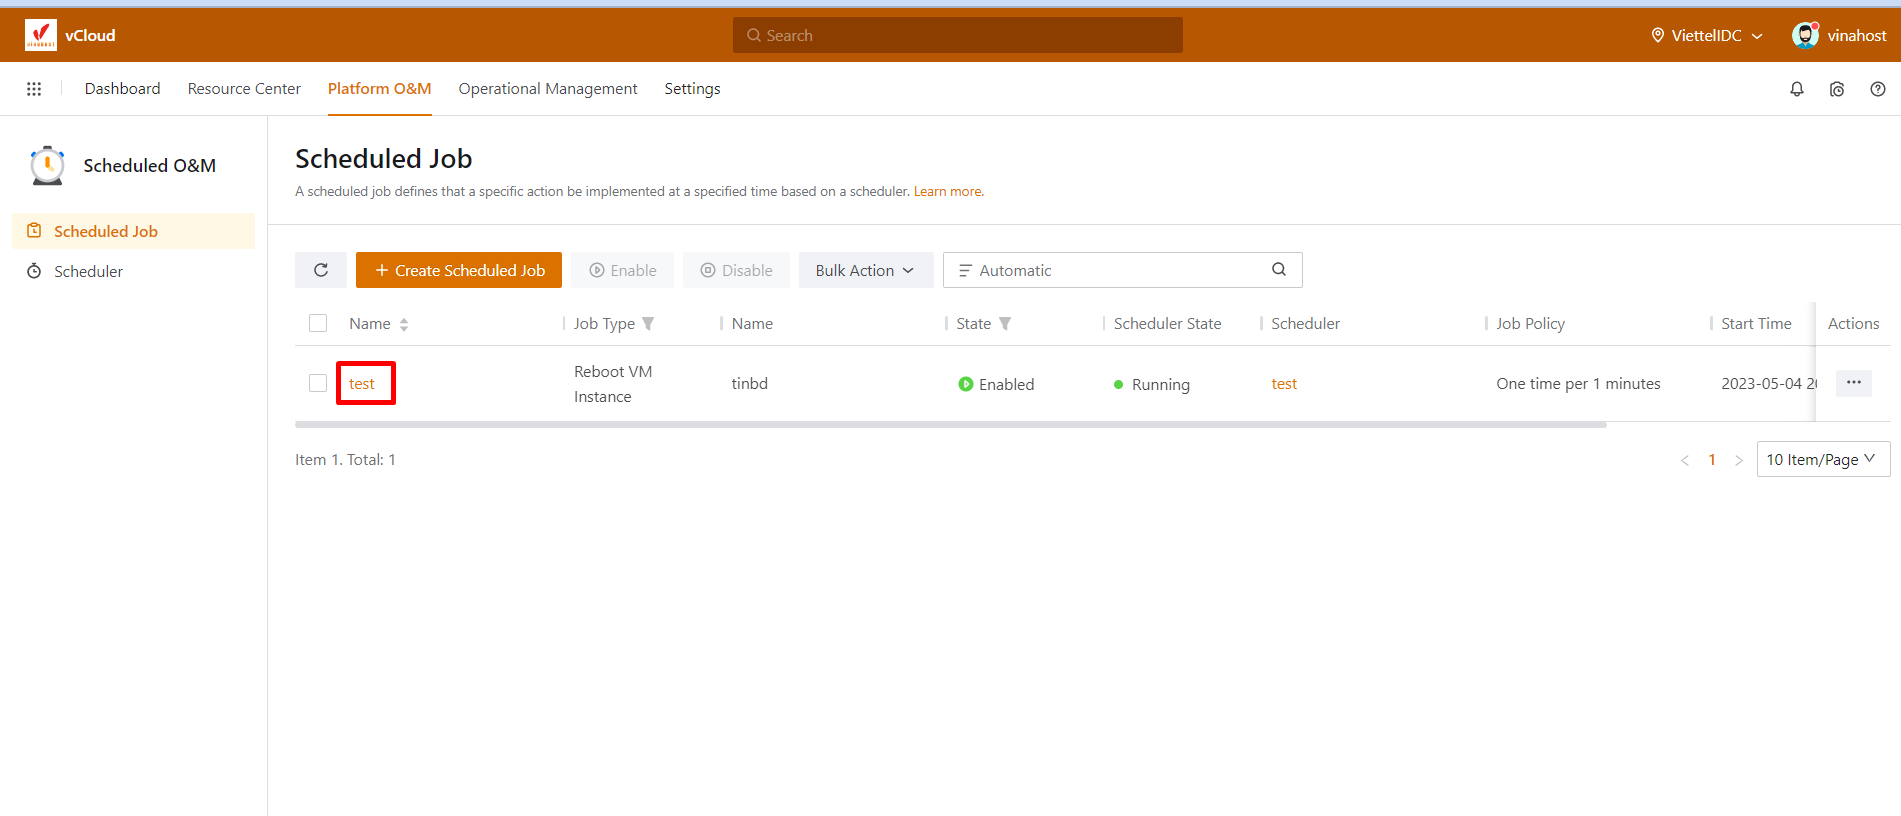 vCloud
Search
ViettelIDC
vinahost
Dashboard
Resource Center
Platform O&M
Operational Management
Settings
Scheduled O&M
Scheduled Job
Scheduler
Scheduled Job
A scheduled job defines that a specific action be implemented at a specified time based on a scheduler. Learn more.
+ Create Scheduled Job
Enable
Disable
Bulk Action
Automatic
Name
Job Type
Name
State
Scheduler State
Scheduler
Job Policy
Start Time
Actions
test
Reboot VM
Instance
tinbd
Enabled
Running
test
One time per 1 minutes
2023-05-04
...
Item 1. Total: 1
< 1 >
10 Item/Page